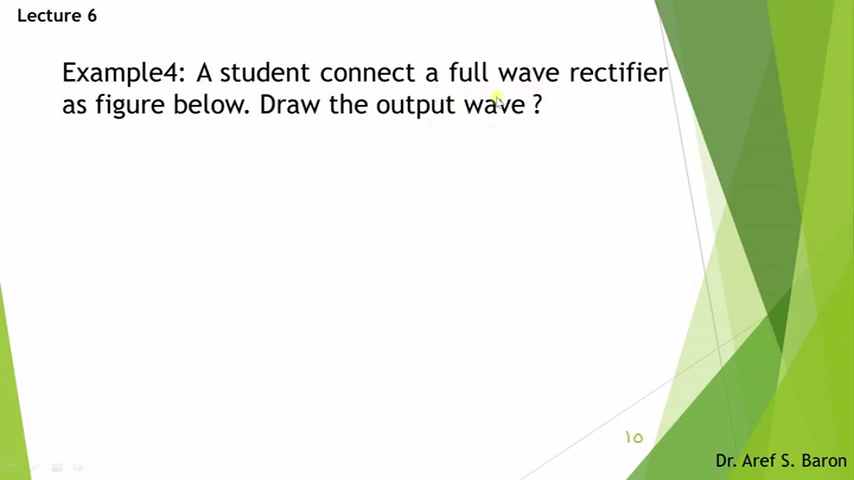 Lecture 6
Example4: A student connect a full wave rectifier
as figure below. Draw the output wave ?
١٥
Dr. Aref S. Baron